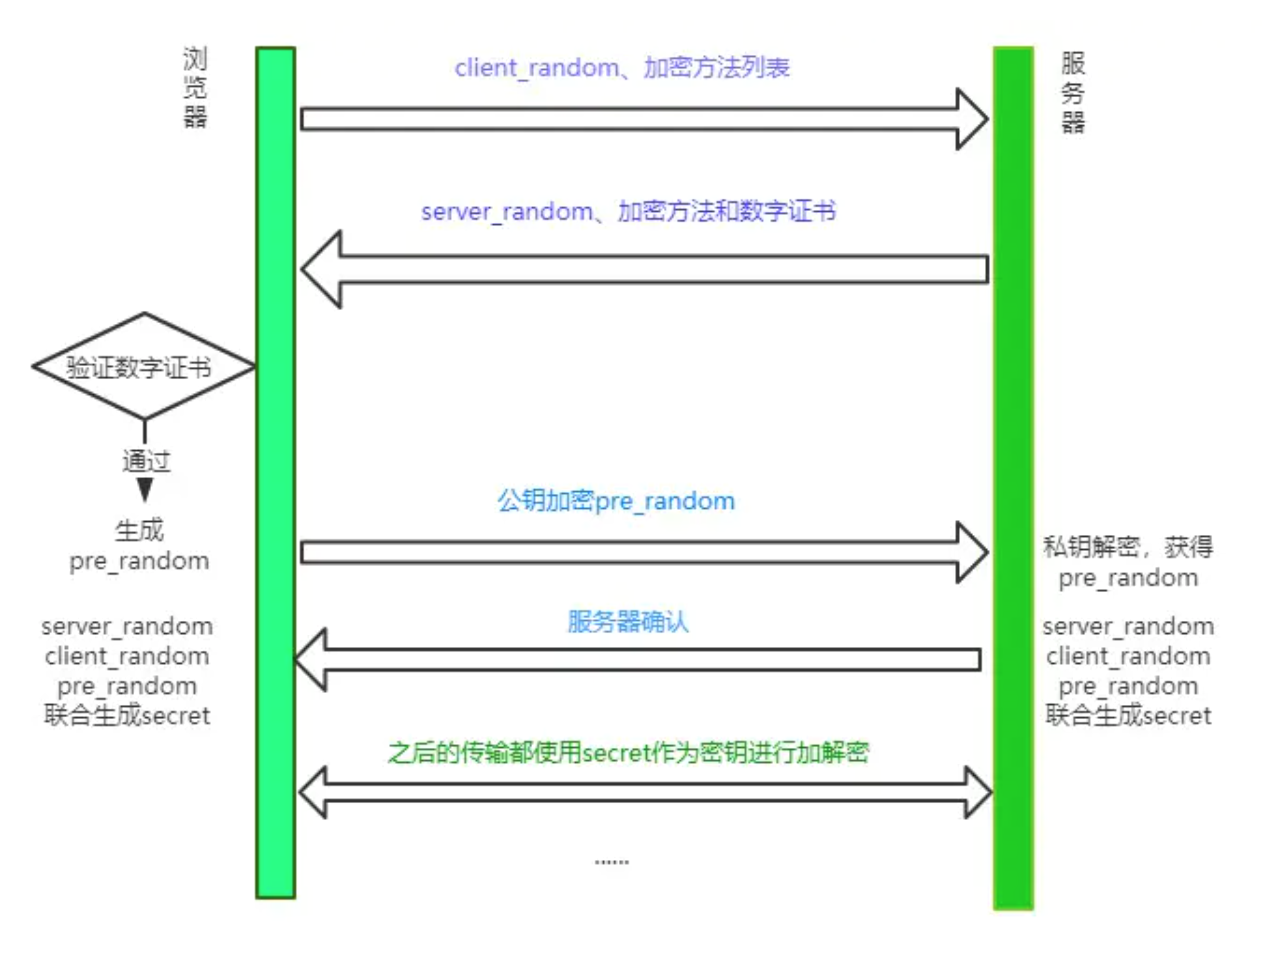 浏览器
client_random、加密方法列表
服务器
server_random、加密方法和数字证书
验证数字证书
通过
生成
pre_random
公钥加密pre_random
私钥解密，获得
pre_random
服务器确认
server_random
client_random
pre_random
联合生成secret
server_random
client_random
pre_random
联合生成secret
之后的传输都使用secret作为密钥进行加解密
......